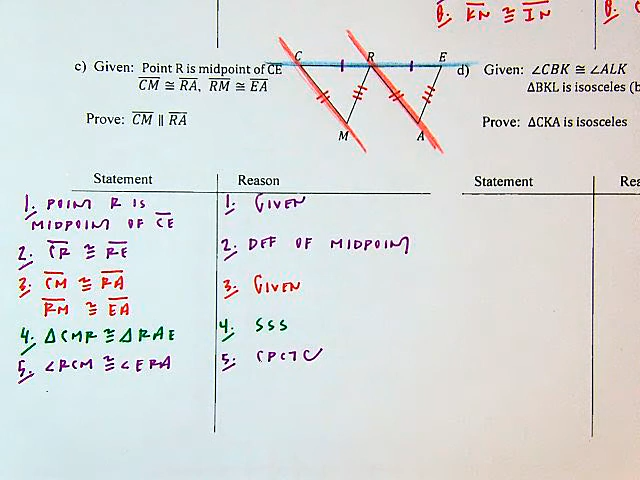 8. KN ≅ IN
8.
c) Given: Point R is midpoint of CE
CM ≅ RA, RM ≅ EA
Prove: CM ∥ RA
C R E
M A
d) Given: ∠CBK ≅ ∠ALK
ΔBKL is isosceles (b
Prove: ΔCKA is isosceles
Statement Reason
1. POINT R IS MIDPOINT OF CE 1. GIVEN
2. CR ≅ RE 2. DEF OF MIDPOINT
3. CM ≅ RA 3. GIVEN
RM ≅ EA
4. ΔCMR ≅ ΔRAE 4. SSS
5. ∠RCM ≅ ∠ERA 5. CPCTC
Statement Rea